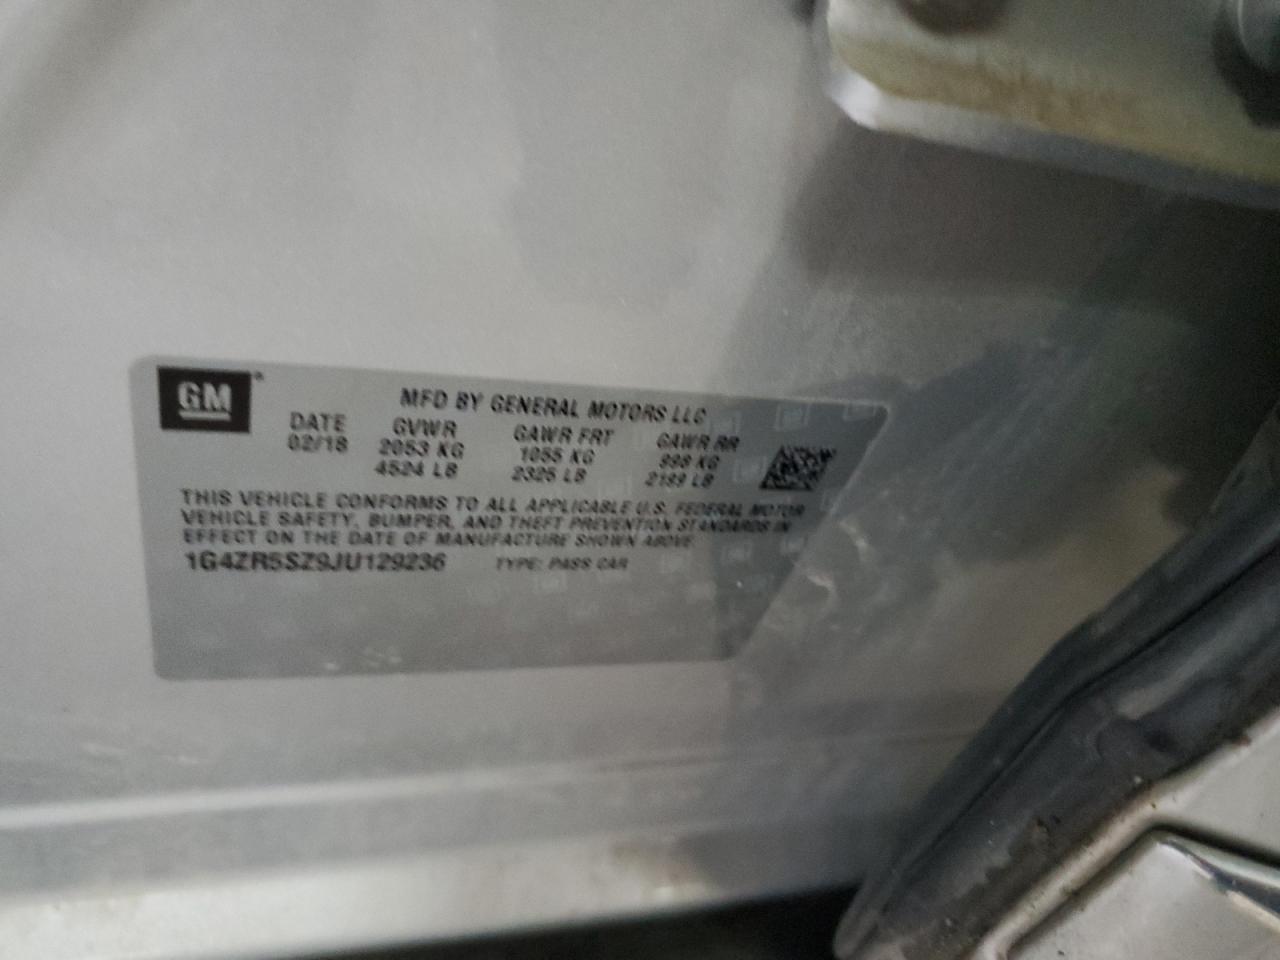 GM
MFD BY GENERAL MOTORS LLC
DATE GVWR GAWR FRT GAWR RR
02/18 2053 KG 1055 KG 998 KG
4524 LB 2325 LB 2199 LB
THIS VEHICLE CONFORMS TO ALL APPLICABLE U.S. FEDERAL MOTOR
VEHICLE SAFETY, BUMPER, AND THEFT PREVENTION STANDARDS IN
EFFECT ON THE DATE OF MANUFACTURE SHOWN ABOVE.
1G4ZR5SZ9JU129236 TYPE: PASS CAR